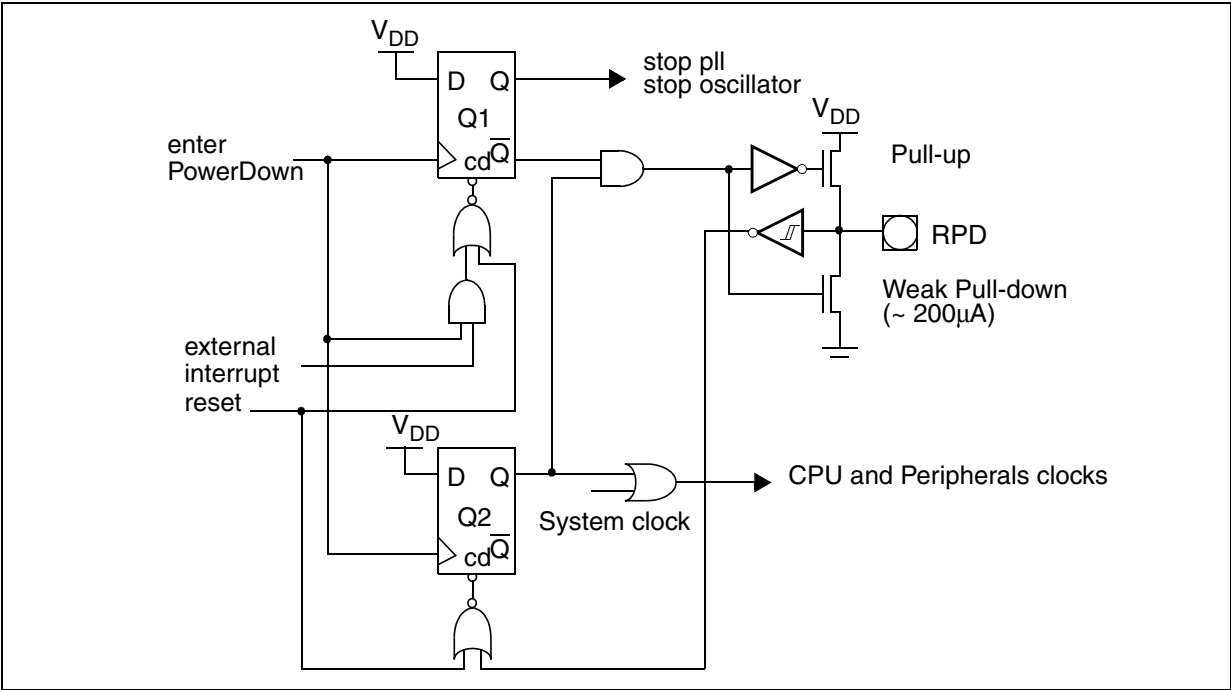 VDD
D Q
Q1
cd Q̅
stop pll
stop oscillator
enter
PowerDown
VDD
Pull-up
RPD
Weak Pull-down
(~ 200μA)
external
interrupt
reset
VDD
D Q
Q2
cd Q̅
System clock
CPU and Peripherals clocks